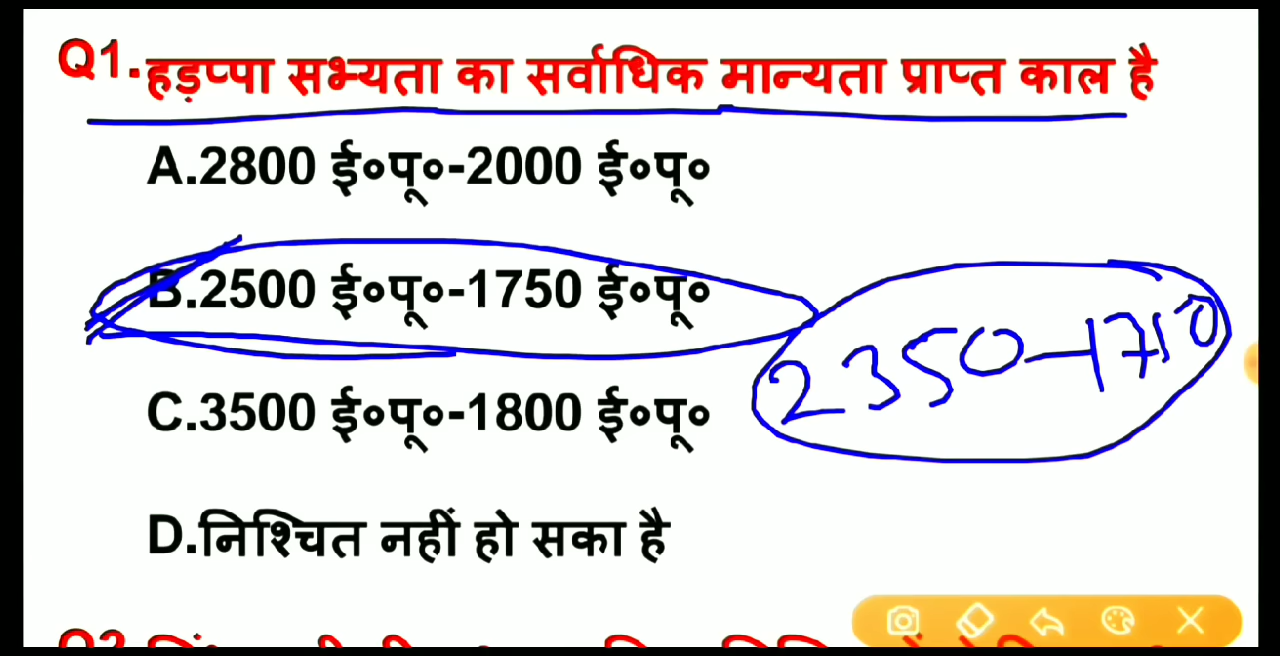 Q1.हड़प्पा सभ्यता का सर्वाधिक मान्यता प्राप्त काल है
A.2800 ई०पू०-2000 ई०पू०
B.2500 ई०पू०-1750 ई०पू०
2350-1750
C.3500 ई०पू०-1800 ई०पू०
D.निश्चित नहीं हो सका है
Q2